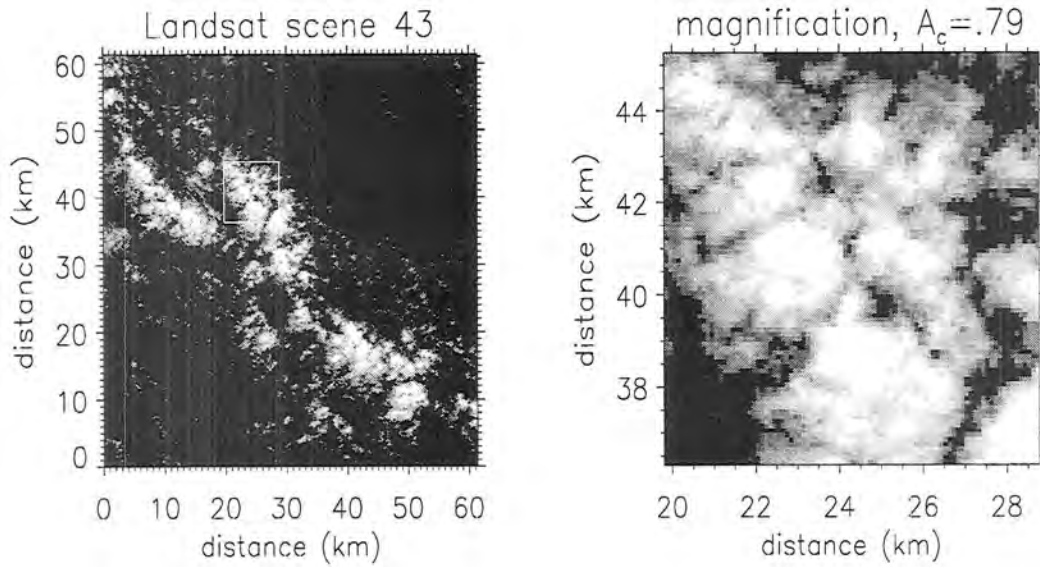 Landsat scene 43
60
50
40
30
20
10
0
distance (km)
0 10 20 30 40 50 60
distance (km)
magnification, A_c=.79
44
42
40
38
distance (km)
20 22 24 26 28
distance (km)